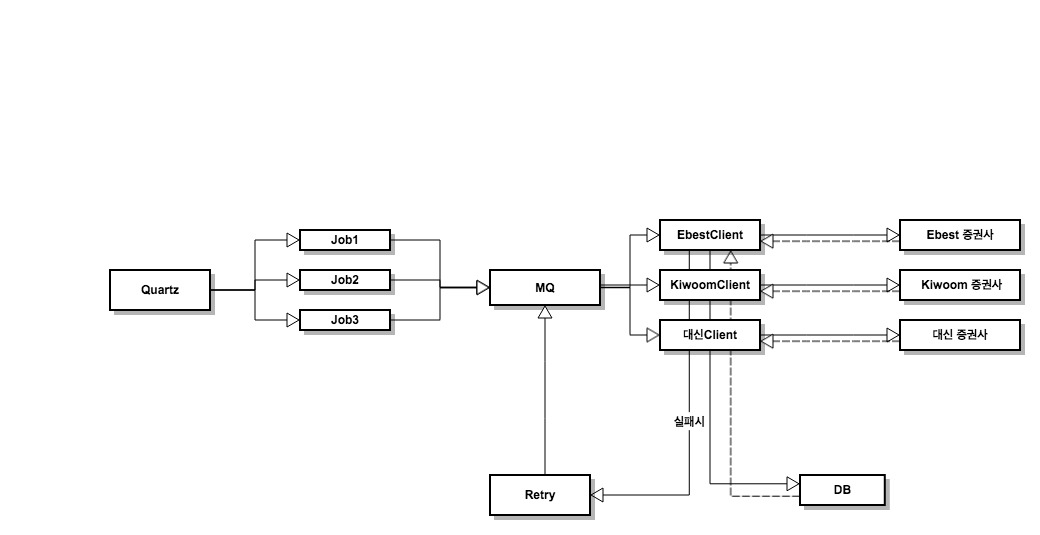 Quartz
Job1
Job2
Job3
MQ
EbestClient
KiwoomClient
대신Client
Ebest 증권사
Kiwoom 증권사
대신 증권사
실패시
Retry
DB